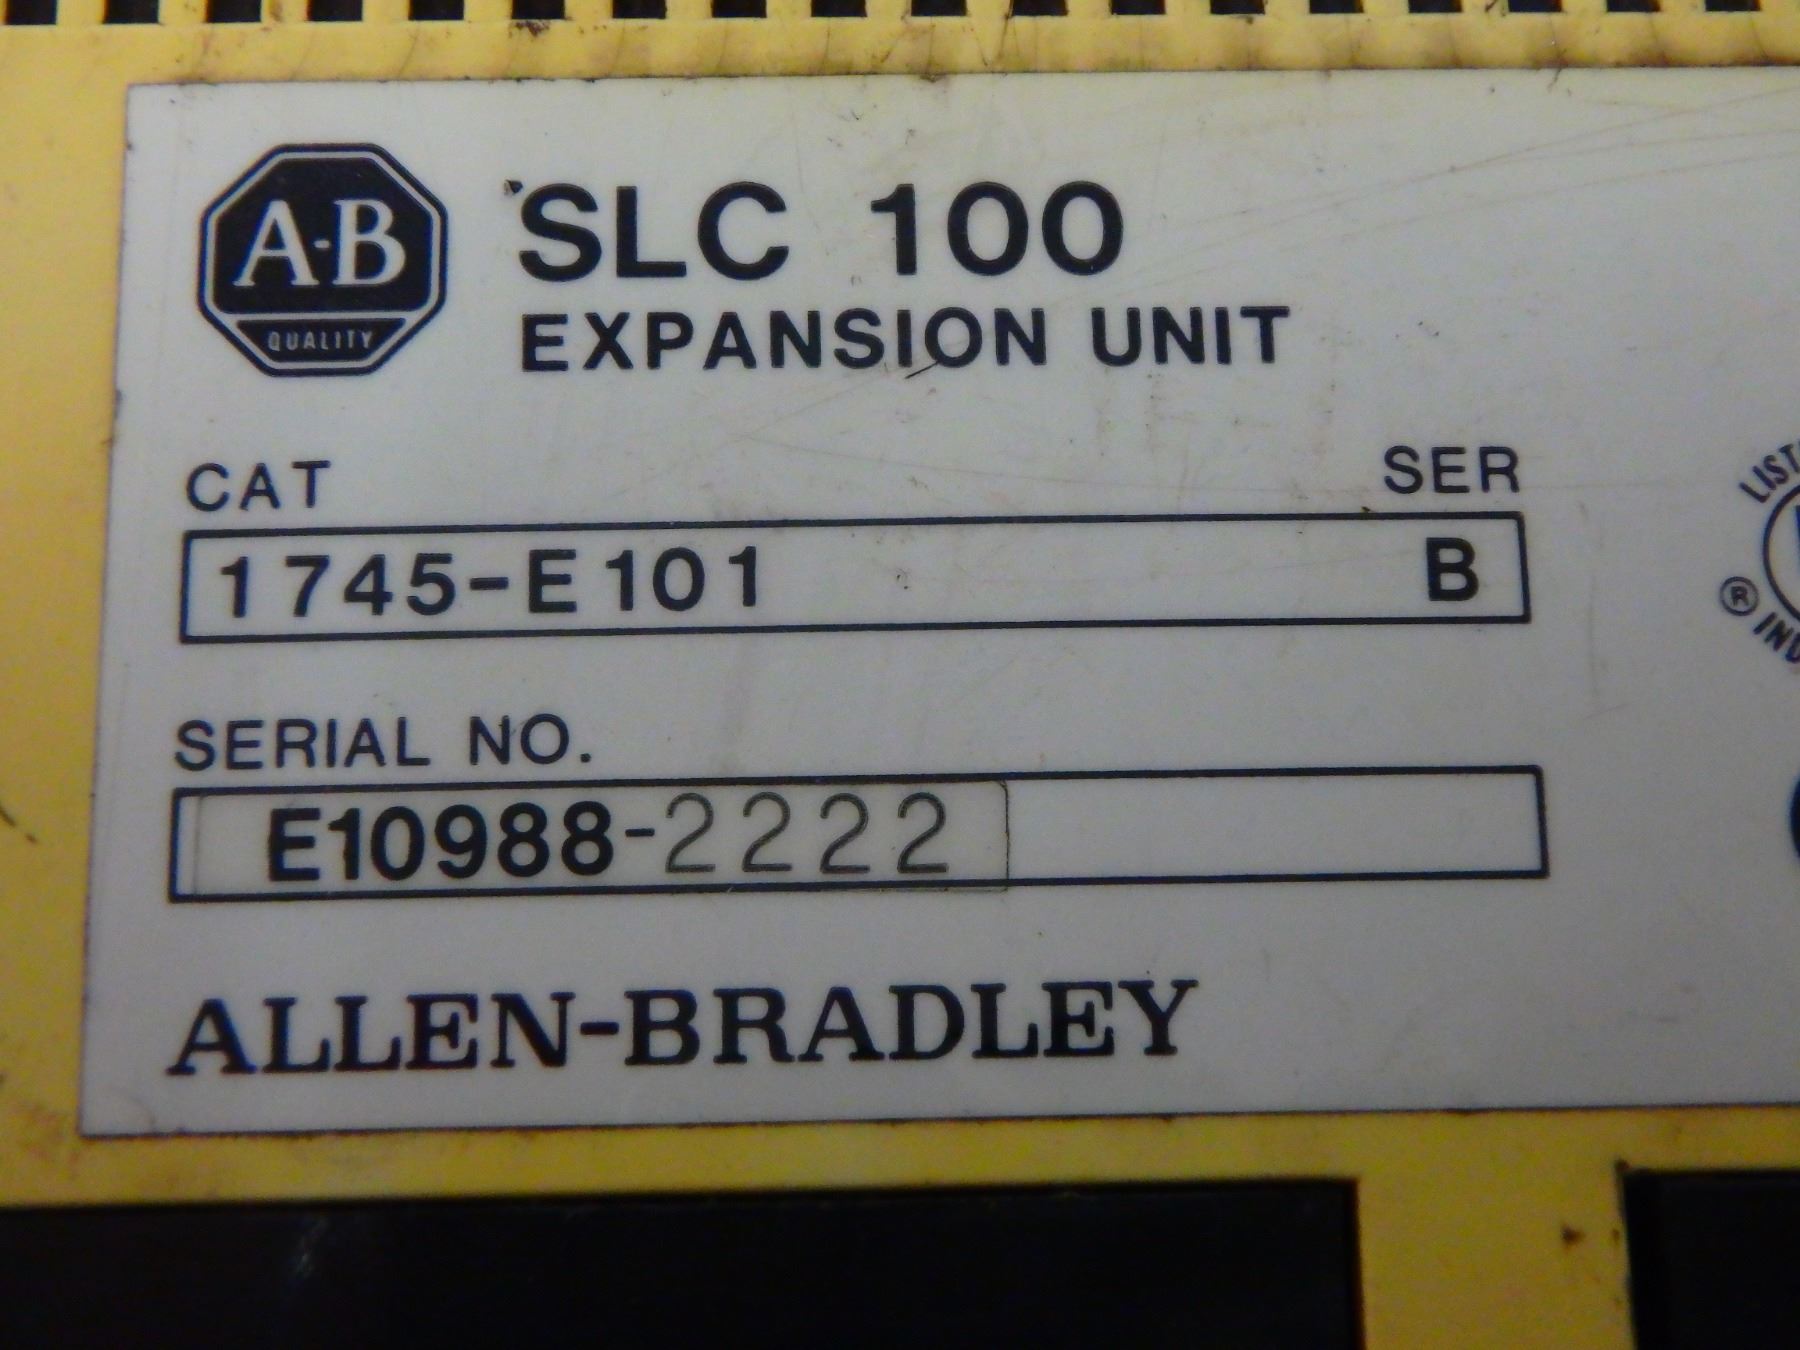 A-B
QUALITY
SLC 100
EXPANSION UNIT
CAT SER
1745-E101 B
SERIAL NO.
E10988-2222
ALLEN-BRADLEY
®